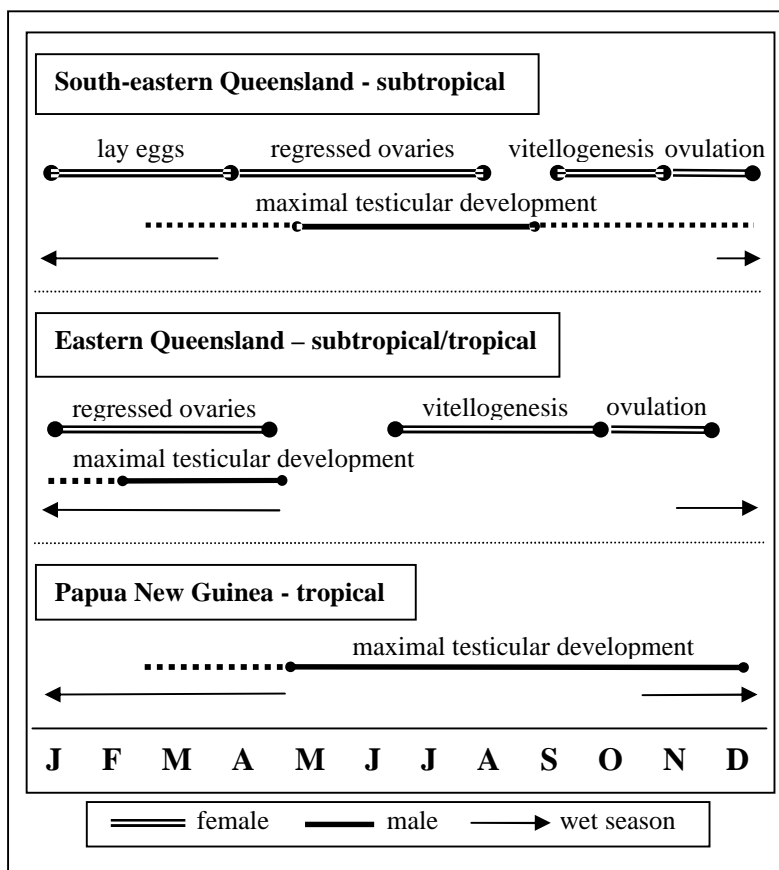 South-eastern Queensland - subtropical
lay eggs regressed ovaries vitellogenesis ovulation
maximal testicular development
Eastern Queensland – subtropical/tropical
regressed ovaries vitellogenesis ovulation
maximal testicular development
Papua New Guinea - tropical
maximal testicular development
J F M A M J J A S O N D
female male wet season